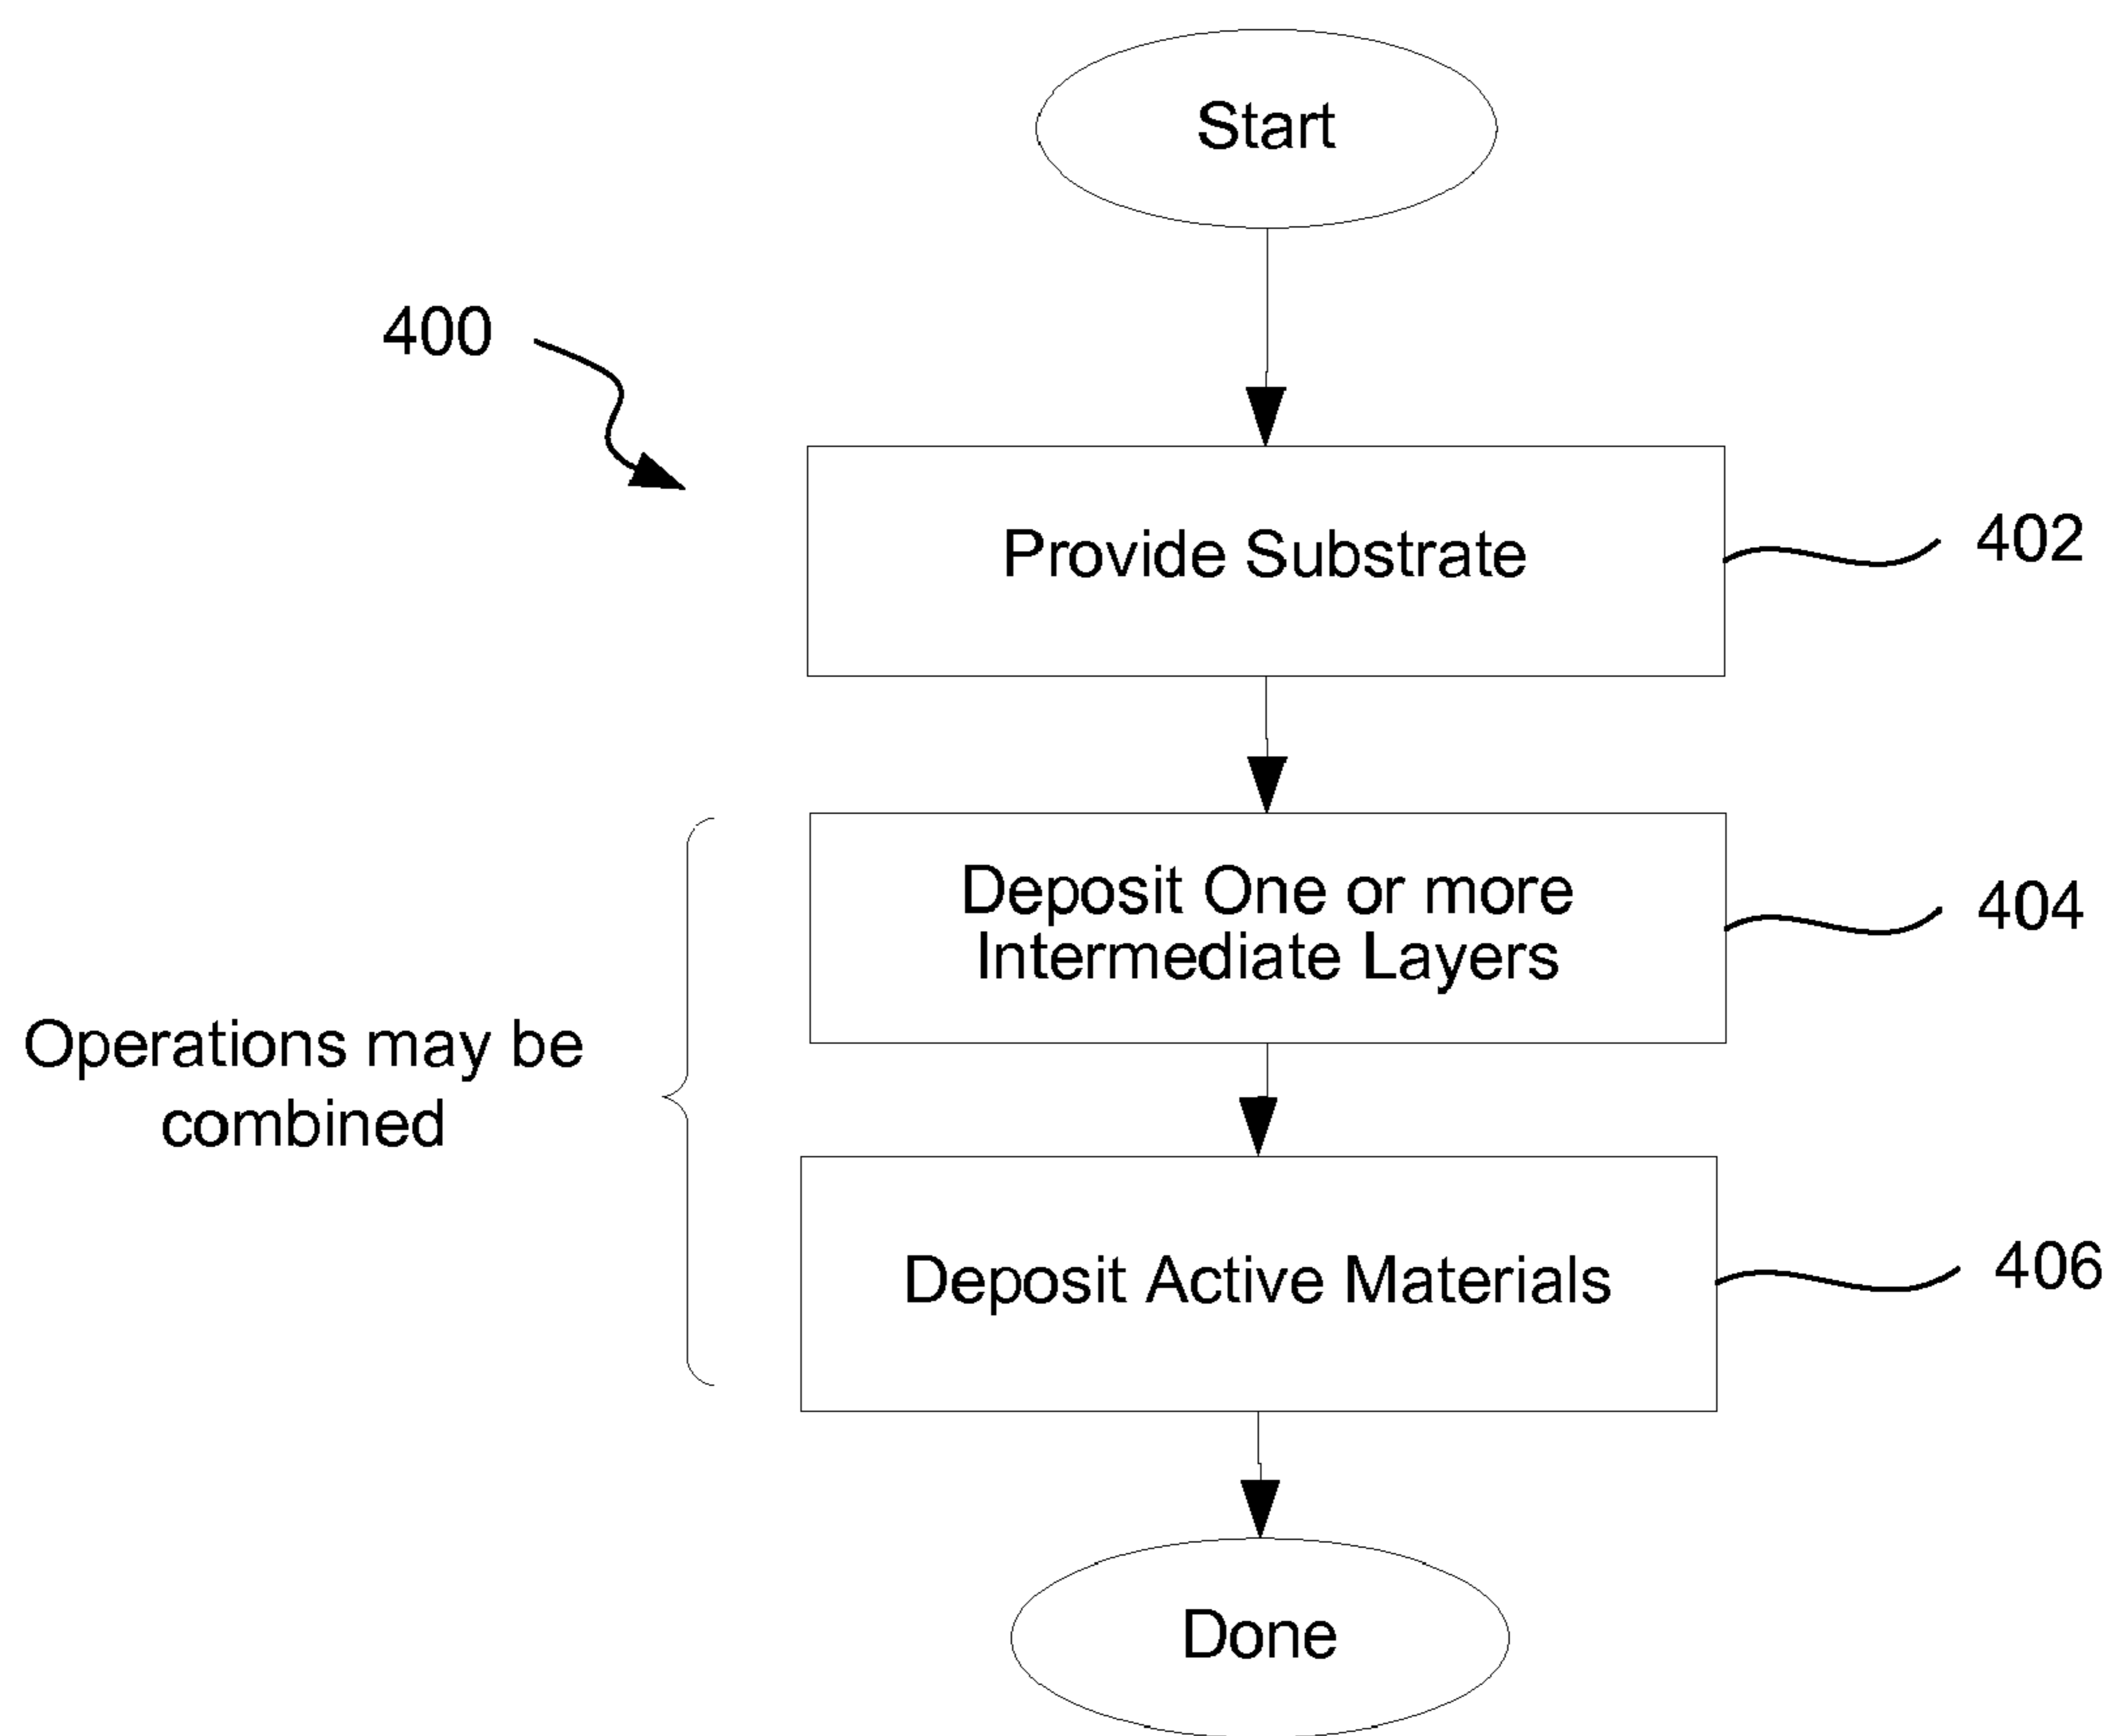 Start
400
Provide Substrate
402
Deposit One or more
Intermediate Layers
404
Operations may be
combined
Deposit Active Materials
406
Done